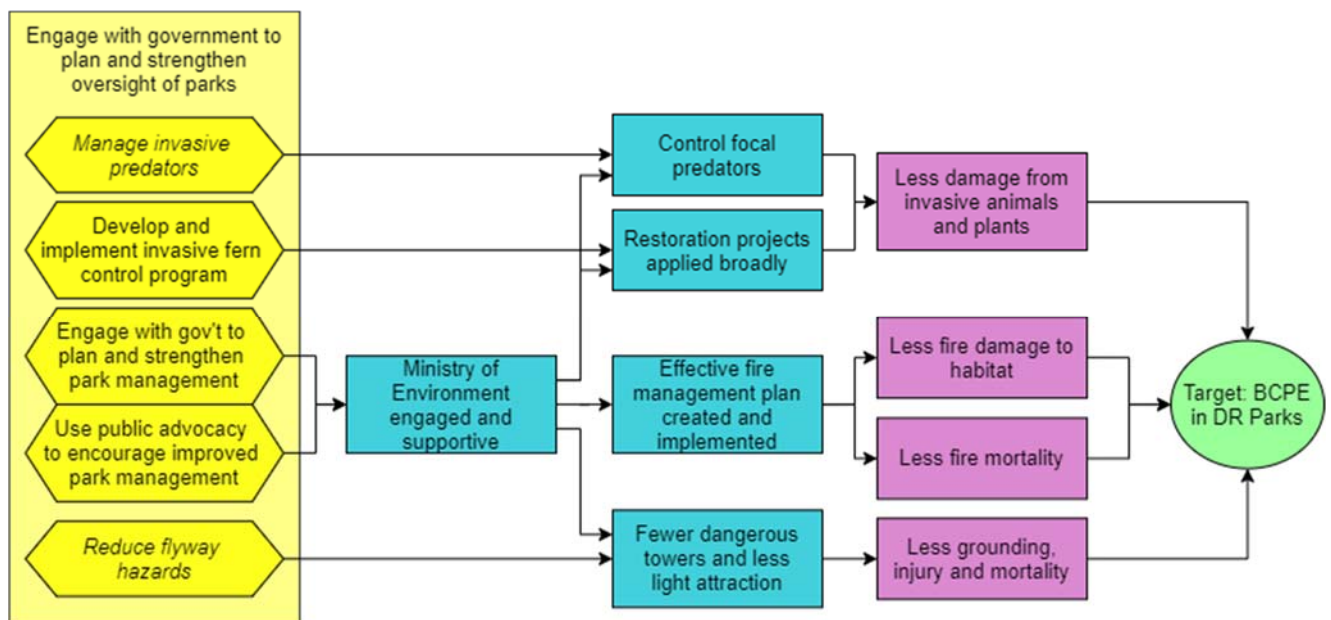 Engage with government to
plan and strengthen
oversight of parks
Manage invasive
predators
Develop and
implement invasive fern
control program
Engage with gov't to
plan and strengthen
park management
Use public advocacy
to encourage improved
park management
Reduce flyway
hazards
Ministry of
Environment
engaged and
supportive
Control focal
predators
Restoration projects
applied broadly
Effective fire
management plan
created and
implemented
Fewer dangerous
towers and less
light attraction
Less damage from
invasive animals
and plants
Less fire damage to
habitat
Less fire mortality
Less grounding,
injury and mortality
Target: BCPE
in DR Parks